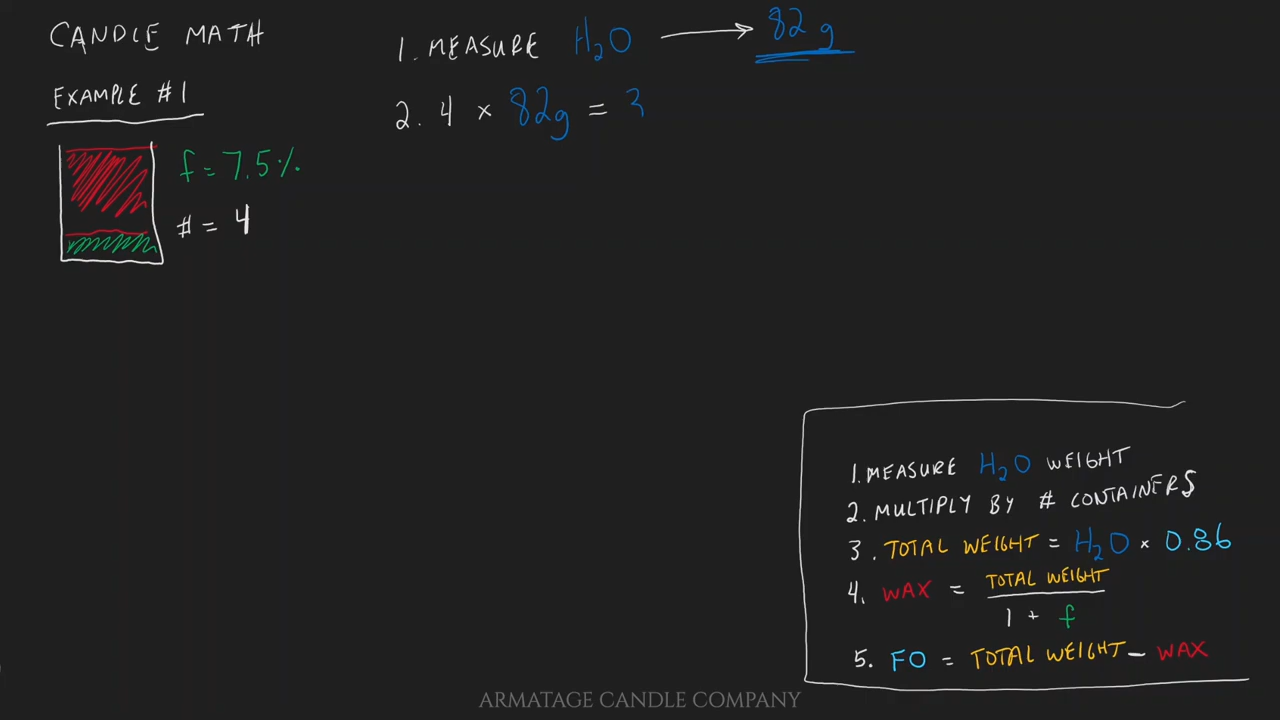 CANDLE MATH
EXAMPLE #1
f = 7.5%
# = 4
1. MEASURE H₂O → 82 g
2. 4 × 82g = 3
1. MEASURE H₂O WEIGHT
2. MULTIPLY BY # CONTAINERS
3. TOTAL WEIGHT = H₂O × 0.86
4. WAX = TOTAL WEIGHT
1 + f
5. FO = TOTAL WEIGHT - WAX
ARMATAGE CANDLE COMPANY